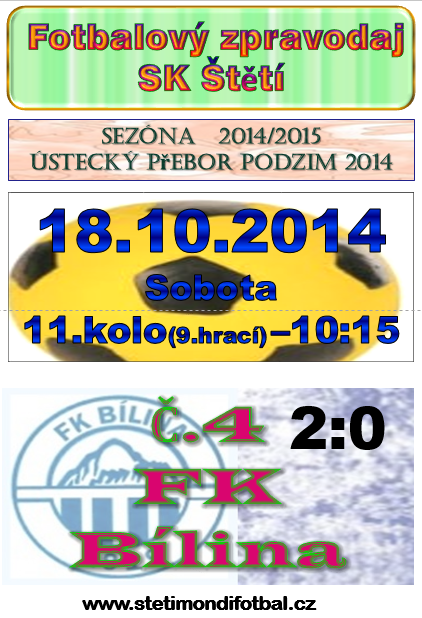 Fotbalový zpravodaj
SK Štětí
SEZÓNA 2014/2015
ÚSTECKÝ PřEBOR PODZIM 2014
18.10.2014
Sobota
11.kolo(9.hrací)–10:15
FK BÍLINA
Č.4
2:0
FK
Bílina
www.stetimondifotbal.cz